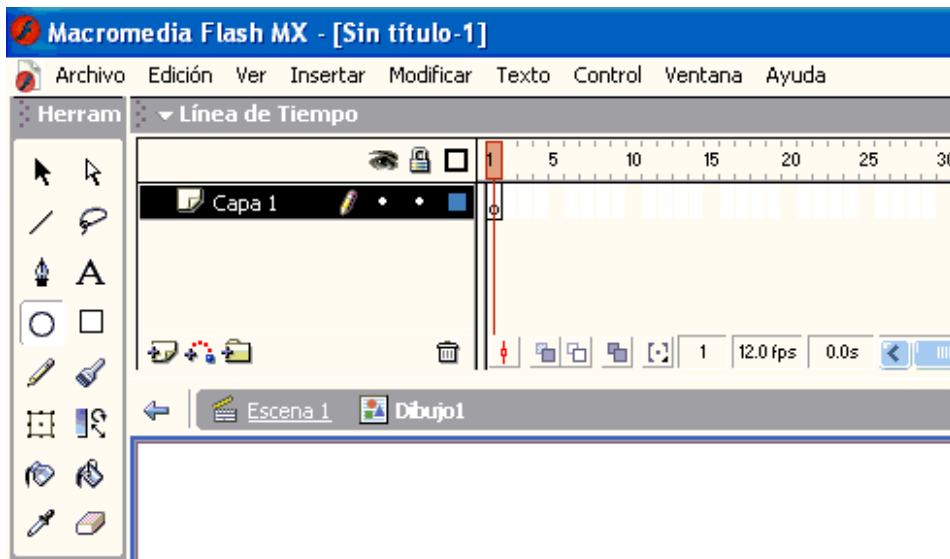 Macromedia Flash MX - [Sin título-1]
Archivo Edición Ver Insertar Modificar Texto Control Ventana Ayuda
Herram Línea de Tiempo
1 5 10 15 20 25 30
Capa 1
A
1 12.0 fps 0.0s
Escena 1 Dibujo1